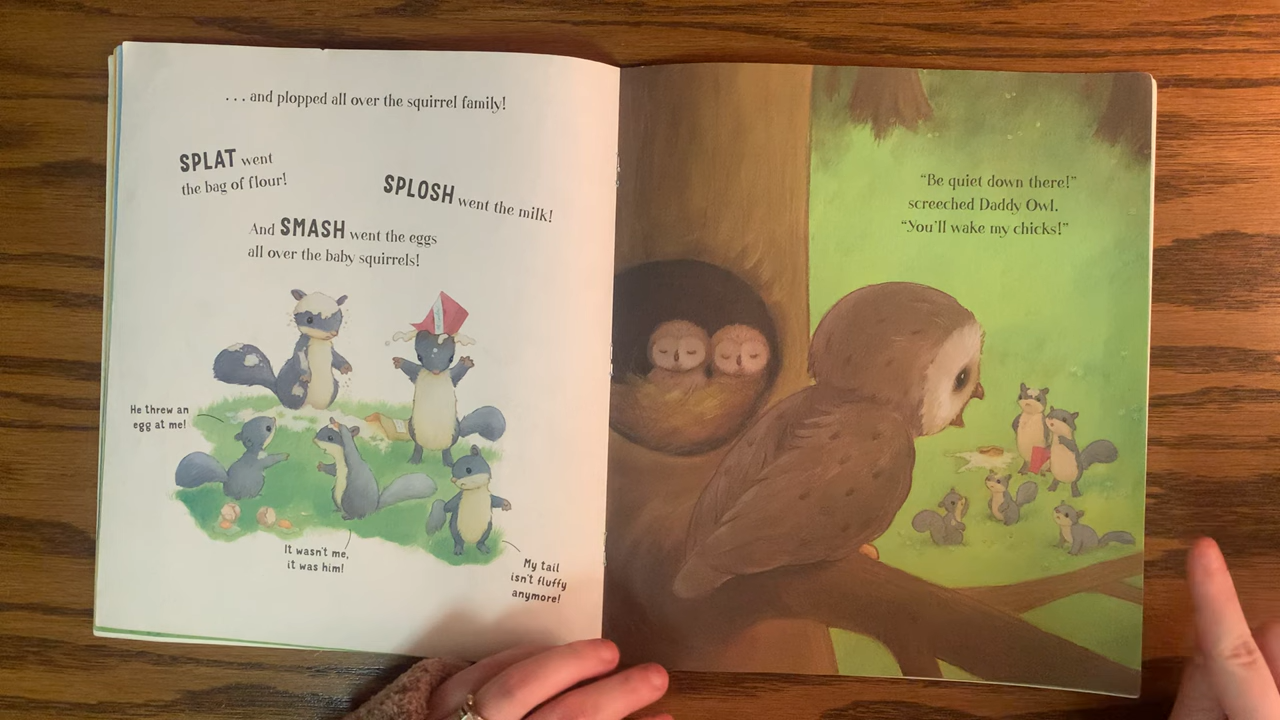 . . . and plopped all over the squirrel family!
SPLAT went
the bag of flour!
SPLOSH went the milk!
And SMASH went the eggs
all over the baby squirrels!
He threw an
egg at me!
It wasn't me,
it was him!
My tail
isn't fluffy
anymore!
"Be quiet down there!"
screeched Daddy Owl.
"You'll wake my chicks!"